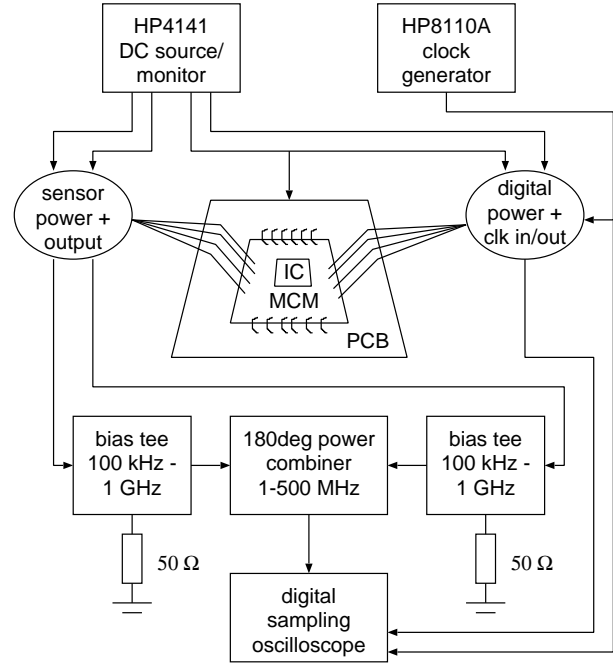 HP4141
DC source/
monitor
HP8110A
clock
generator
sensor
power +
output
digital
power +
clk in/out
IC
MCM
PCB
bias tee
100 kHz -
1 GHz
180deg power
combiner
1-500 MHz
bias tee
100 kHz -
1 GHz
50 Ω
50 Ω
digital
sampling
oscilloscope